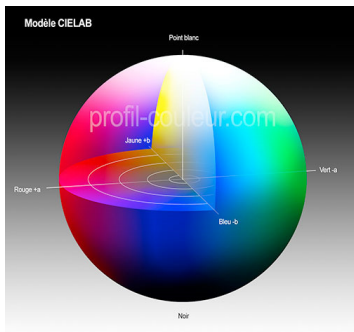 Modèle CIELAB
Point blanc
profil-couleur.com
Jaune +b
Vert -a
Rouge +a
Bleu -b
Noir